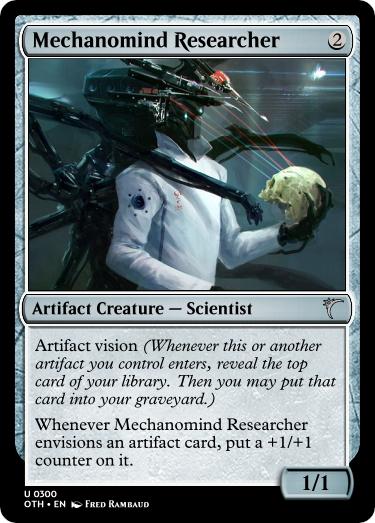 Mechanomind Researcher 2
Artifact Creature — Scientist
Artifact vision (Whenever this or another
artifact you control enters, reveal the top
card of your library. Then you may put that
card into your graveyard.)
Whenever Mechanomind Researcher
envisions an artifact card, put a +1/+1
counter on it.
1/1
U 0300
OTH • EN Fred Rambaud